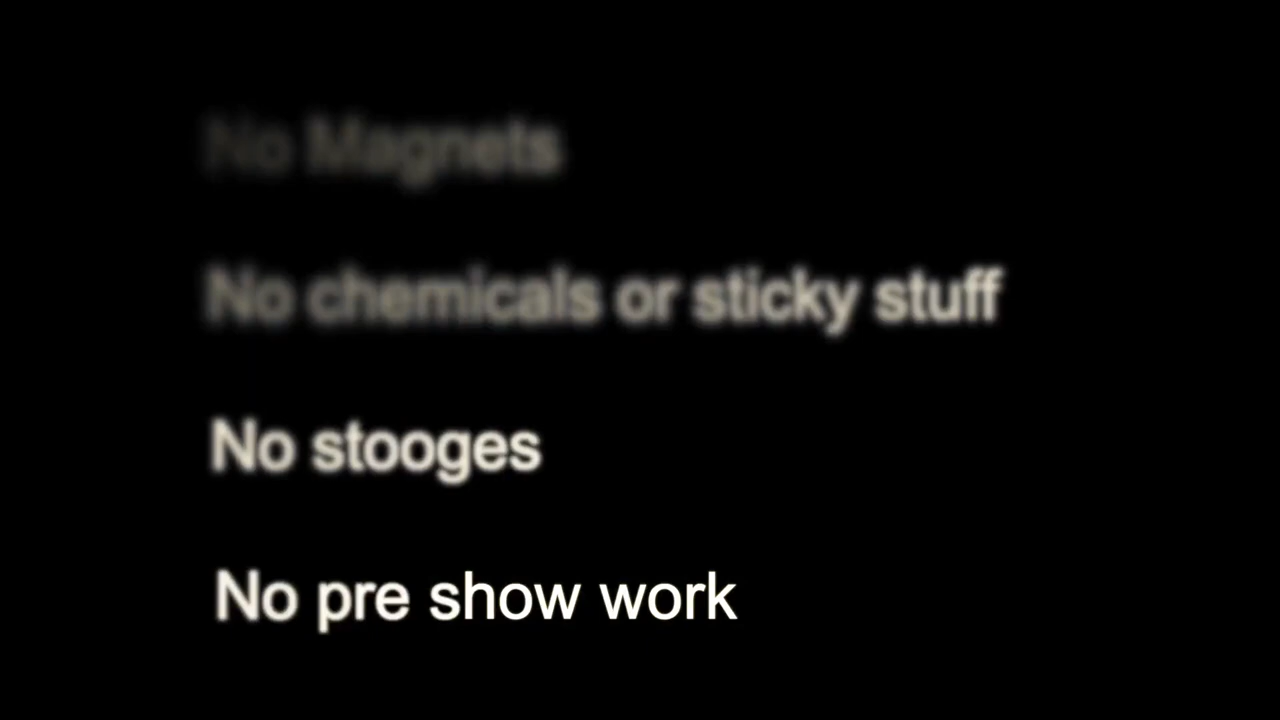 No Magnets
No chemicals or sticky stuff
No stooges
No pre show work